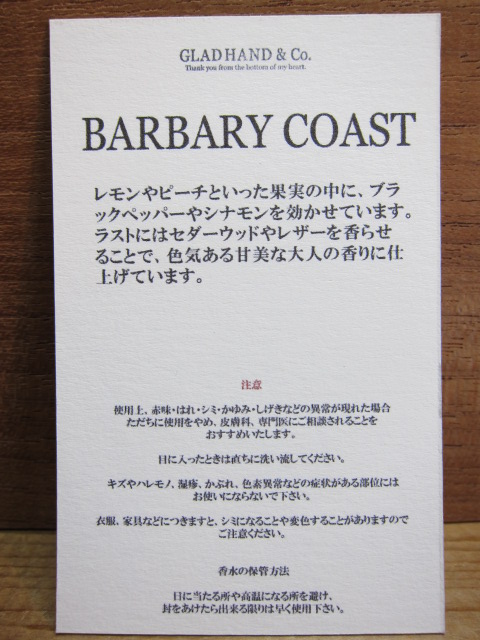 GLAD HAND & Co.
Thank you from the bottom of my heart.
BARBARY COAST
レモンやピーチといった果実の中に、ブラ
ックペッパーやシナモンを効かせています。
ラストにはセダーウッドやレザーを香らせ
ることで、色気ある甘美な大人の香りに仕
上げています。
注意
使用上、赤味・はれ・シミ・かゆみ・しげきなどの異常が現れた場合
ただちに使用をやめ、皮膚科、専門医にご相談されることを
おすすめいたします。
目に入ったときは直ちに洗い流してください。
キズやハレモノ、湿疹、かぶれ、色素異常などの症状がある部位には
お使いにならないで下さい。
衣服、家具などにつきますと、シミになることや変色することがありますので
ご注意ください。
香水の保管方法
日に当たる所や高温になる所を避け、
封をあけたら出来る限りは早く使用下さい。